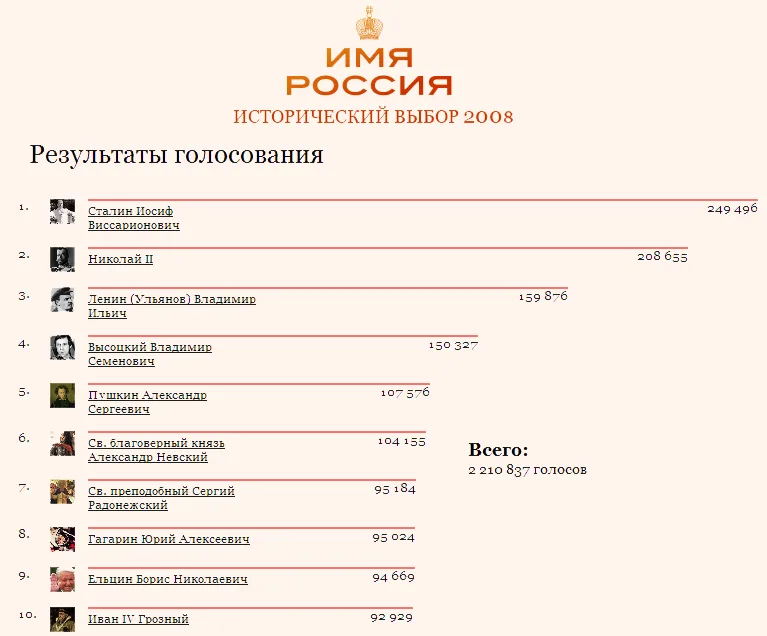 ИМЯ
РОССИЯ
ИСТОРИЧЕСКИЙ ВЫБОР 2008
Результаты голосования
1.
Сталин Иосиф
Виссарионович
249 496
2.
Николай II
208 655
3.
Ленин (Ульянов) Владимир
Ильич
159 876
4.
Высоцкий Владимир
Семенович
150 327
5.
Пушкин Александр
Сергеевич
107 576
6.
Св. благоверный князь
Александр Невский
104 155
Всего:
2 210 837 голосов
7.
Св. преподобный Сергий
Радонежский
95 184
8.
Гагарин Юрий Алексеевич
95 024
9.
Ельцин Борис Николаевич
94 669
10.
Иван IV Грозный
92 929